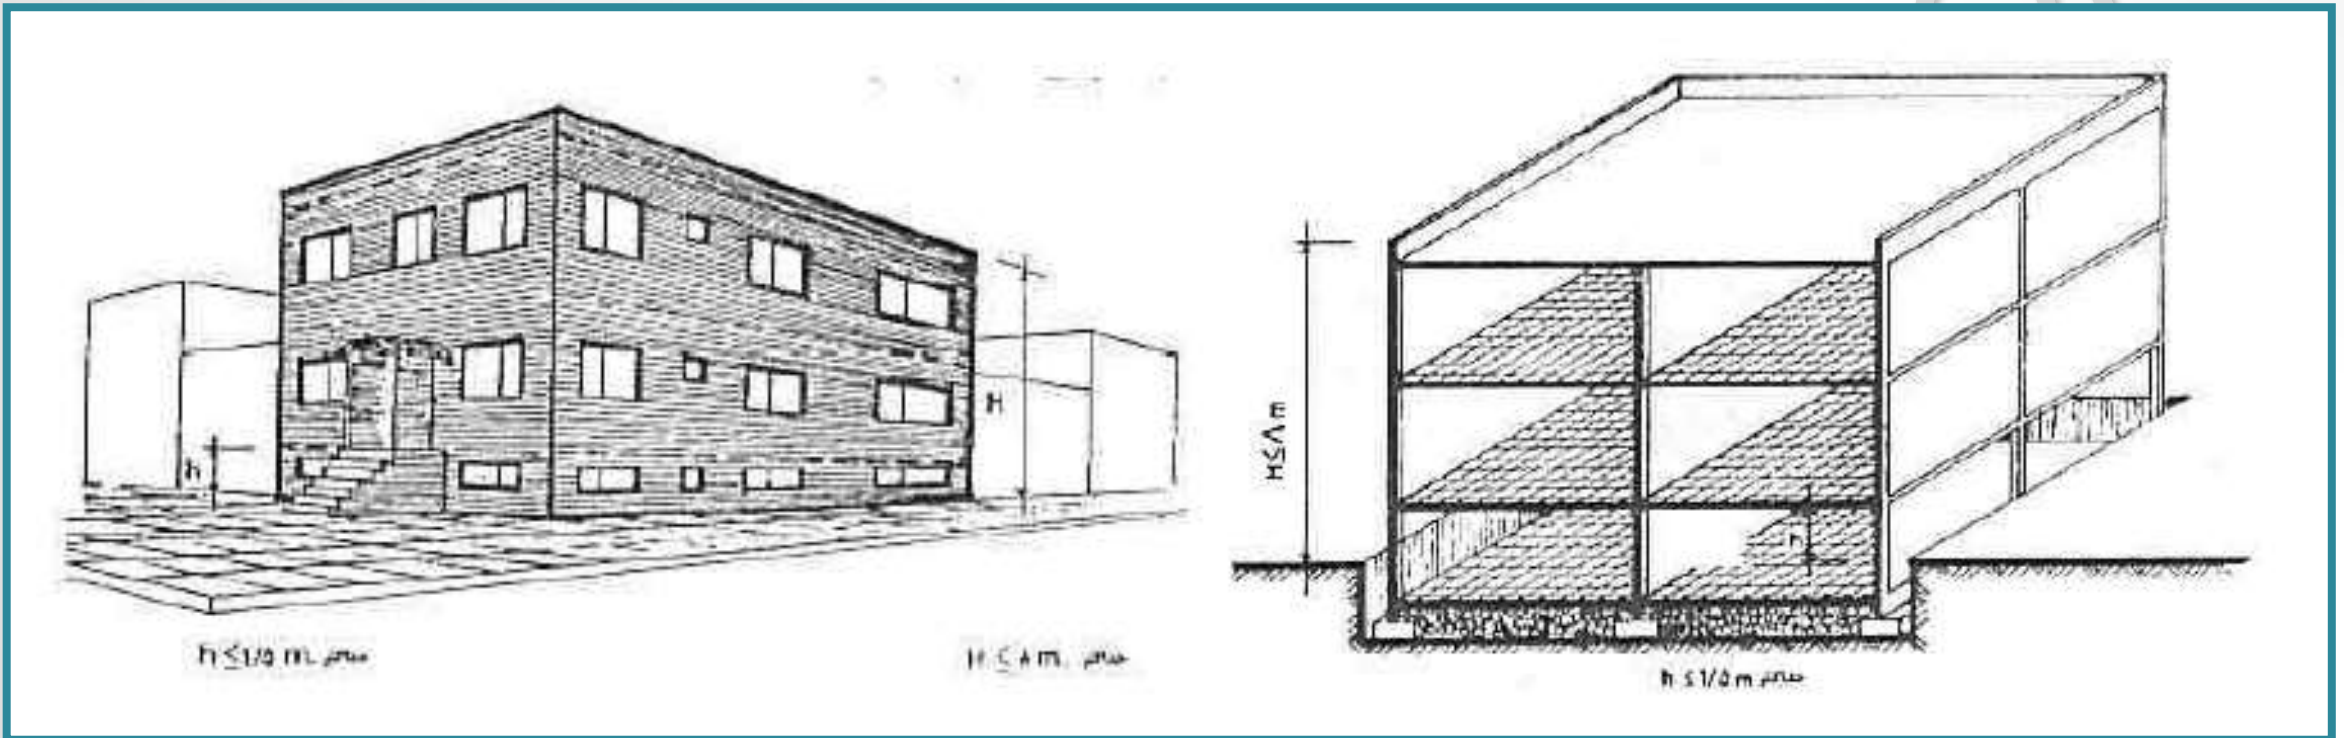 h
H
h ≤ ۱/۵ m. متر
H ≤ ۸ m. متر
H ≤ ۸ m
h
h ≤ ۱/۵ m متر